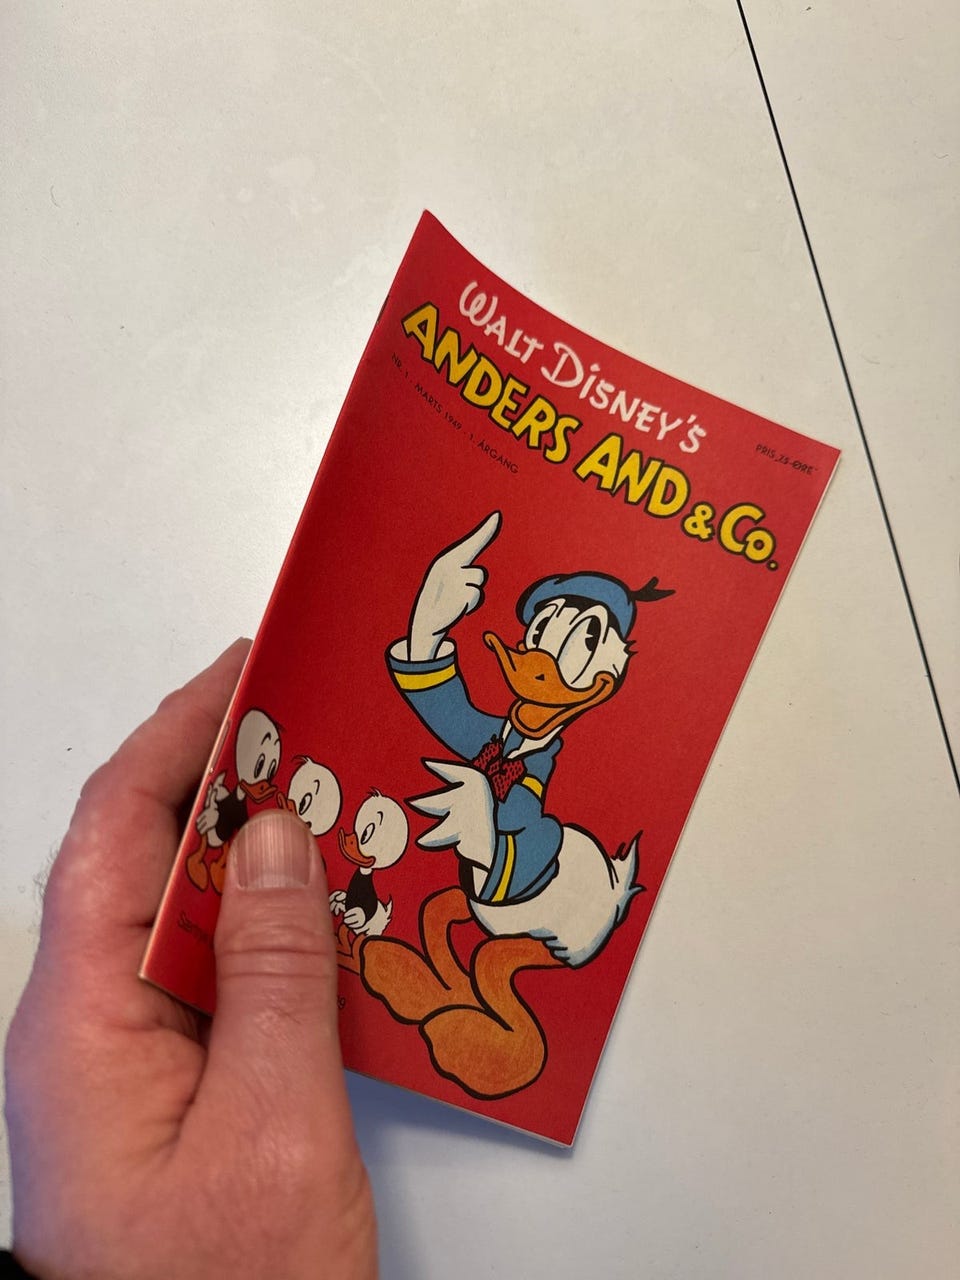 WALT DISNEY'S
ANDERS AND & Co.
NR. 1 . MARTS 1949 - 1. ÅRGANG
PRIS 75 ØRE